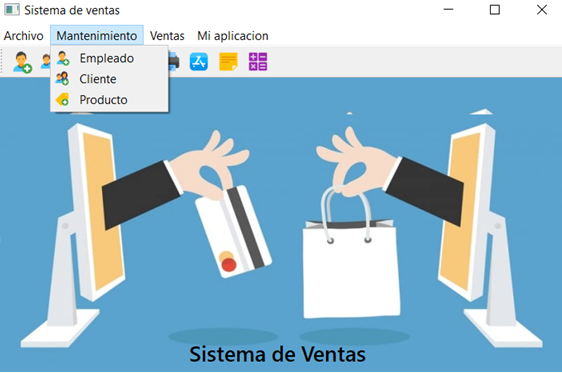 Sistema de ventas
Archivo Mantenimiento Ventas Mi aplicacion
Empleado
Cliente
Producto
Sistema de Ventas